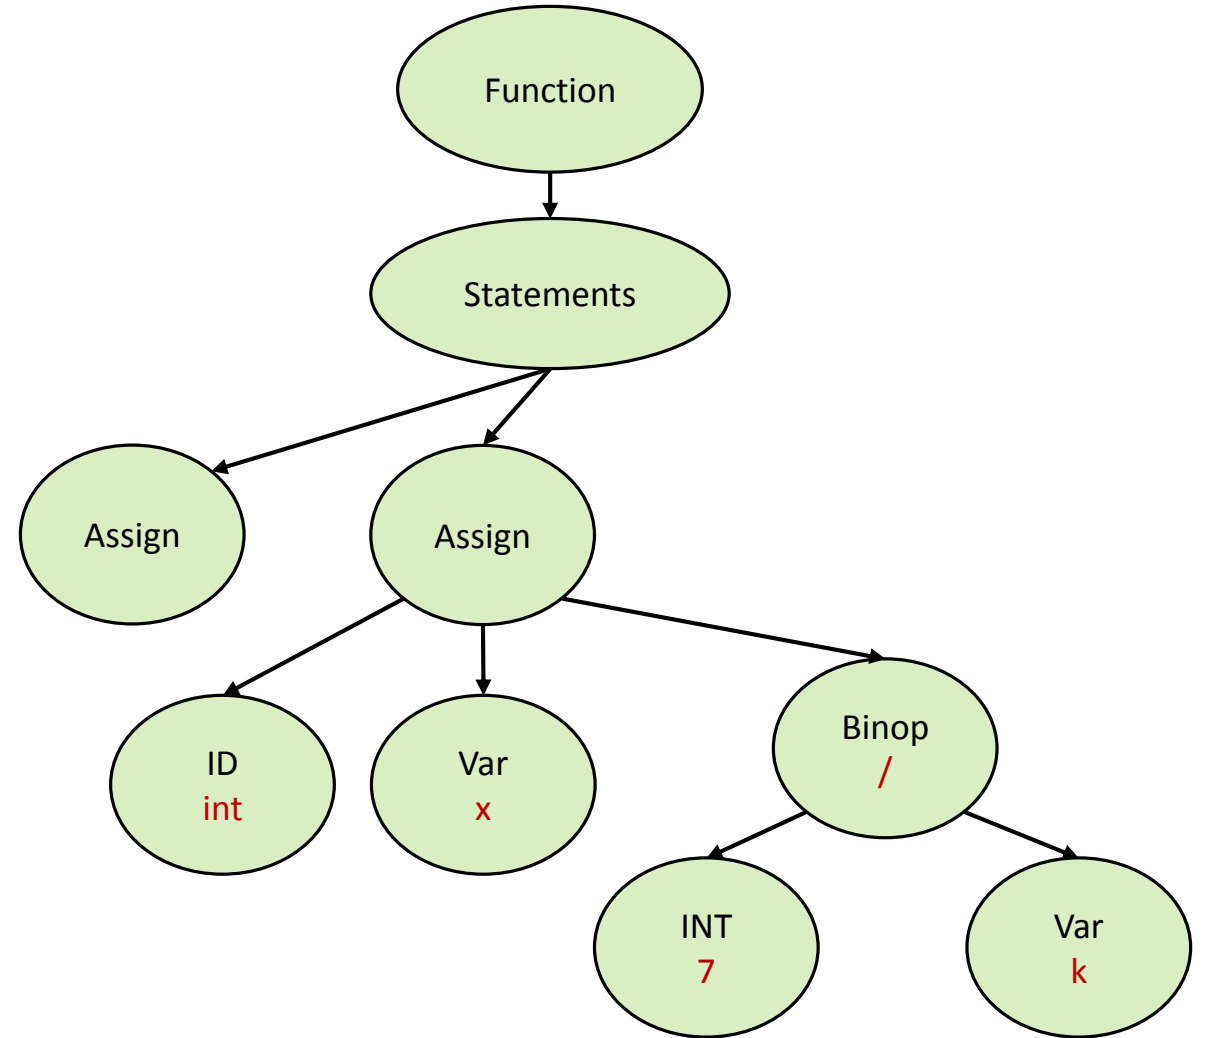 Function
Statements
Assign
Assign
ID
int
Var
x
Binop
/
INT
7
Var
k